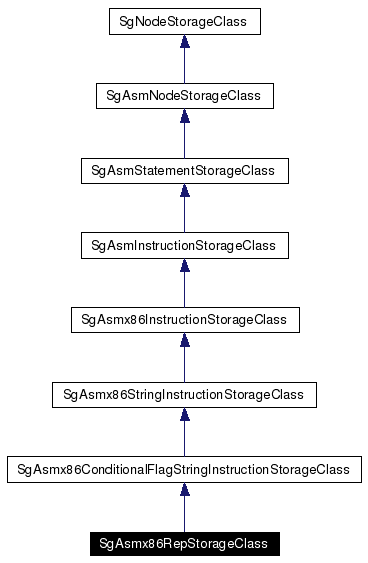 SgNodeStorageClass
SgAsmNodeStorageClass
SgAsmStatementStorageClass
SgAsmInstructionStorageClass
SgAsmx86InstructionStorageClass
SgAsmx86StringInstructionStorageClass
SgAsmx86ConditionalFlagStringInstructionStorageClass
SgAsmx86RepStorageClass